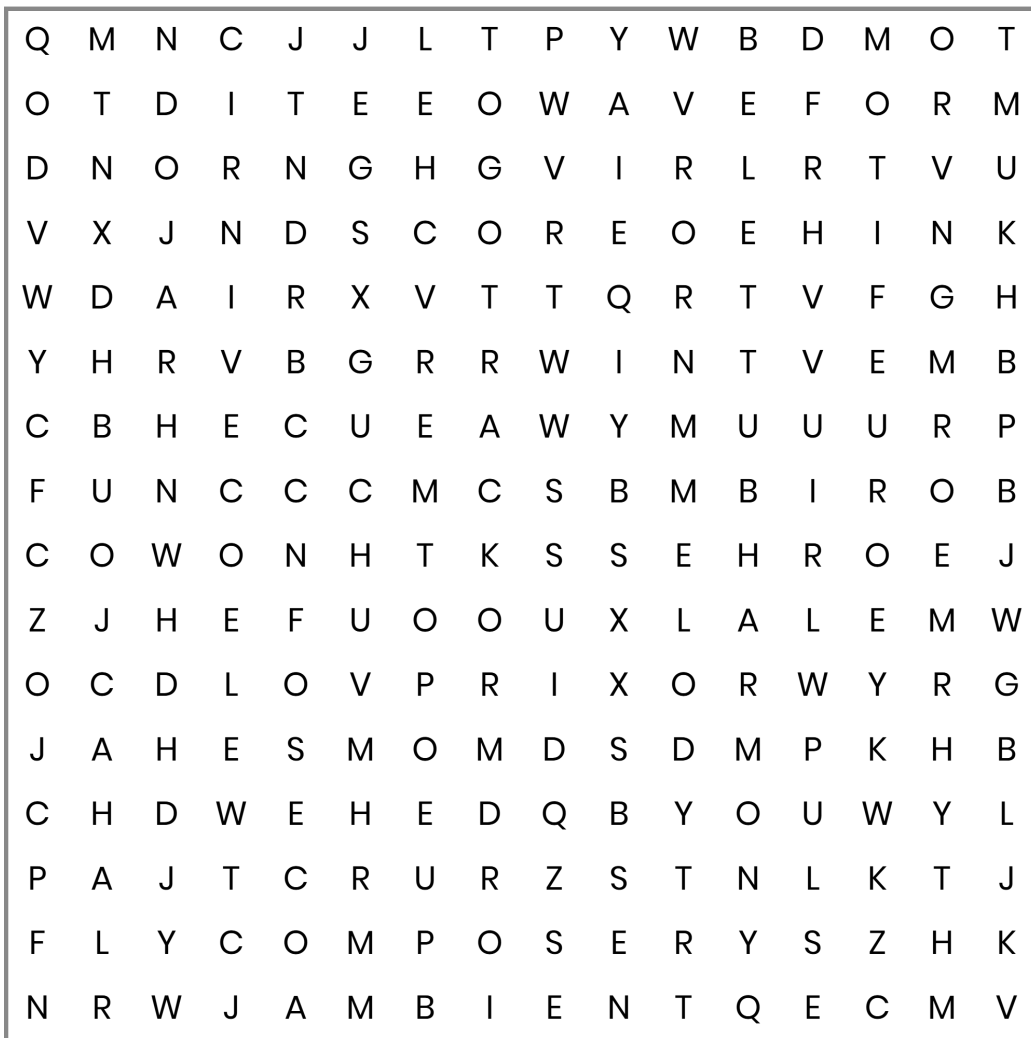 Q M N C J J L T P Y W B D M O T
O T D I T E E O W A V E F O R M
D N O R N G H G V I R L R T V U
V X J N D S C O R E O E H I N K
W D A I R X V T T Q R T V F G H
Y H R V B G R R W I N T V E M B
C B H E C U E A W Y M U U U R P
F U N C C C M C S B M B I R O B
C O W O N H T K S S E H R O E J
Z J H E F U O O U X L A L E M W
O C D L O V P R I X O R W Y R G
J A H E S M O M D S D M P K H B
C H D W E H E D Q B Y O U W Y L
P A J T C R U R Z S T N L K T J
F L Y C O M P O S E R Y S Z H K
N R W J A M B I E N T Q E C M V